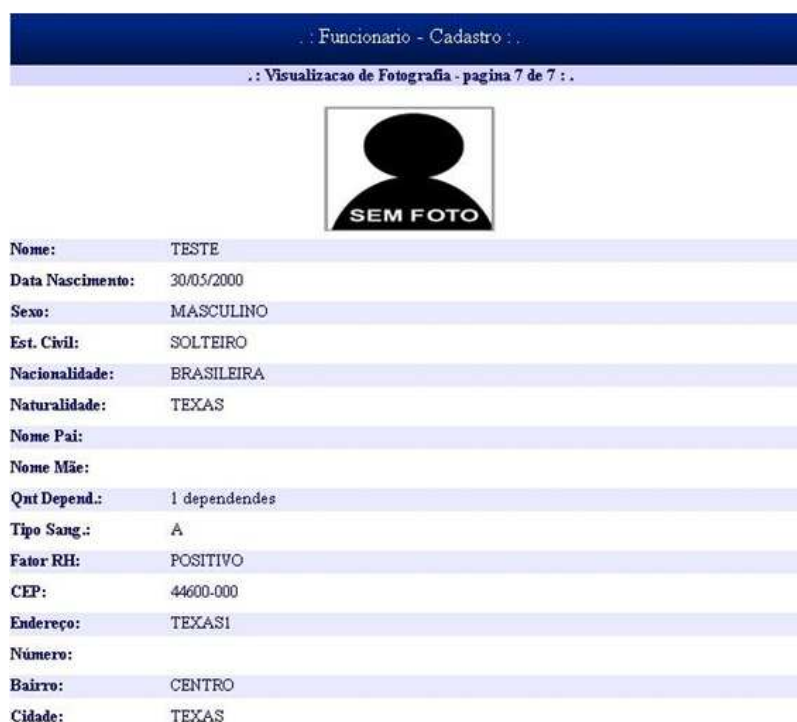 . : Funcionario - Cadastro : .
. : Visualizacao de Fotografia - pagina 7 de 7 : .
SEM FOTO
Nome: TESTE
Data Nascimento: 30/05/2000
Sexo: MASCULINO
Est. Civil: SOLTEIRO
Nacionalidade: BRASILEIRA
Naturalidade: TEXAS
Nome Pai:
Nome Mãe:
Qnt Depend.: 1 dependendes
Tipo Sang.: A
Fator RH: POSITIVO
CEP: 44600-000
Endereço: TEXAS1
Número:
Bairro: CENTRO
Cidade: TEXAS